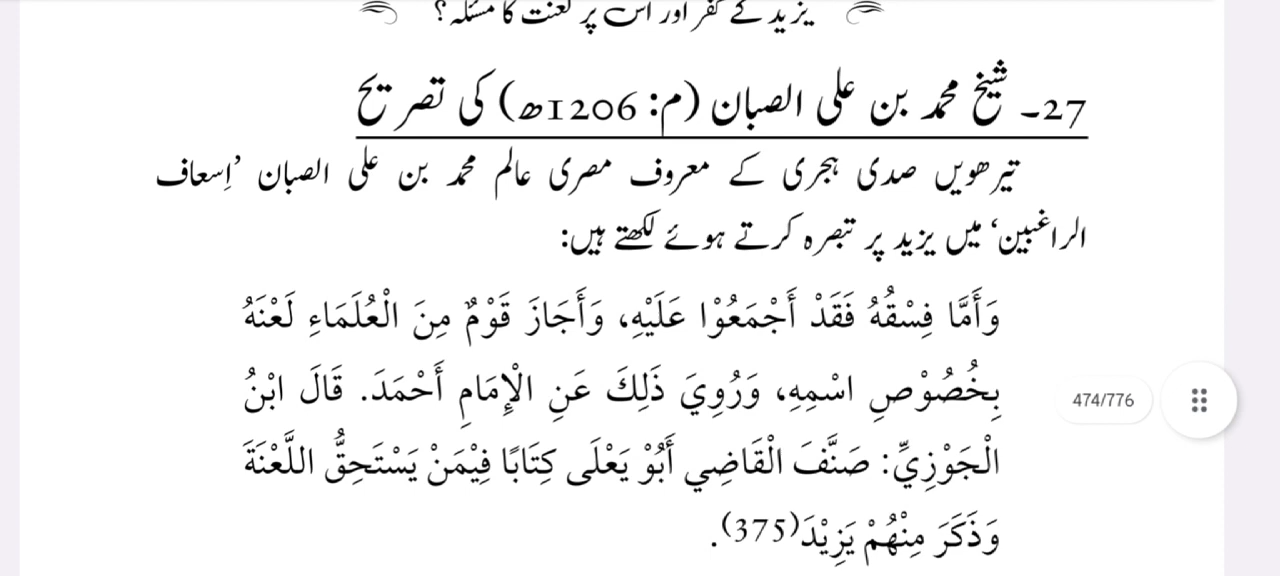 یزید کے کفر اور اس پر لعنت کا مسئلہ؟
27۔ شیخ محمد بن علی الصبان (م: 1206ھ) کی تصریح
تیرھویں صدی ہجری کے معروف مصری عالم محمد بن علی الصبان ’اِسعاف
الراغبین‘ میں یزید پر تبصرہ کرتے ہوئے لکھتے ہیں:
وَأَمَّا فِسْقُهُ فَقَدْ أَجْمَعُوْا عَلَيْهِ، وَأَجَازَ قَوْمٌ مِنَ الْعُلَمَاءِ لَعْنَهُ
بِخُصُوْصِ اسْمِهِ، وَرُوِيَ ذَلِكَ عَنِ الْإِمَامِ أَحْمَدَ. قَالَ ابْنُ
474/776
الْجَوْزِيِّ: صَنَّفَ الْقَاضِي أَبُوْ يَعْلَى كِتَابًا فِيْمَنْ يَسْتَحِقُّ اللَّعْنَةَ
وَذَكَرَ مِنْهُمْ يَزِيْدَ(375).